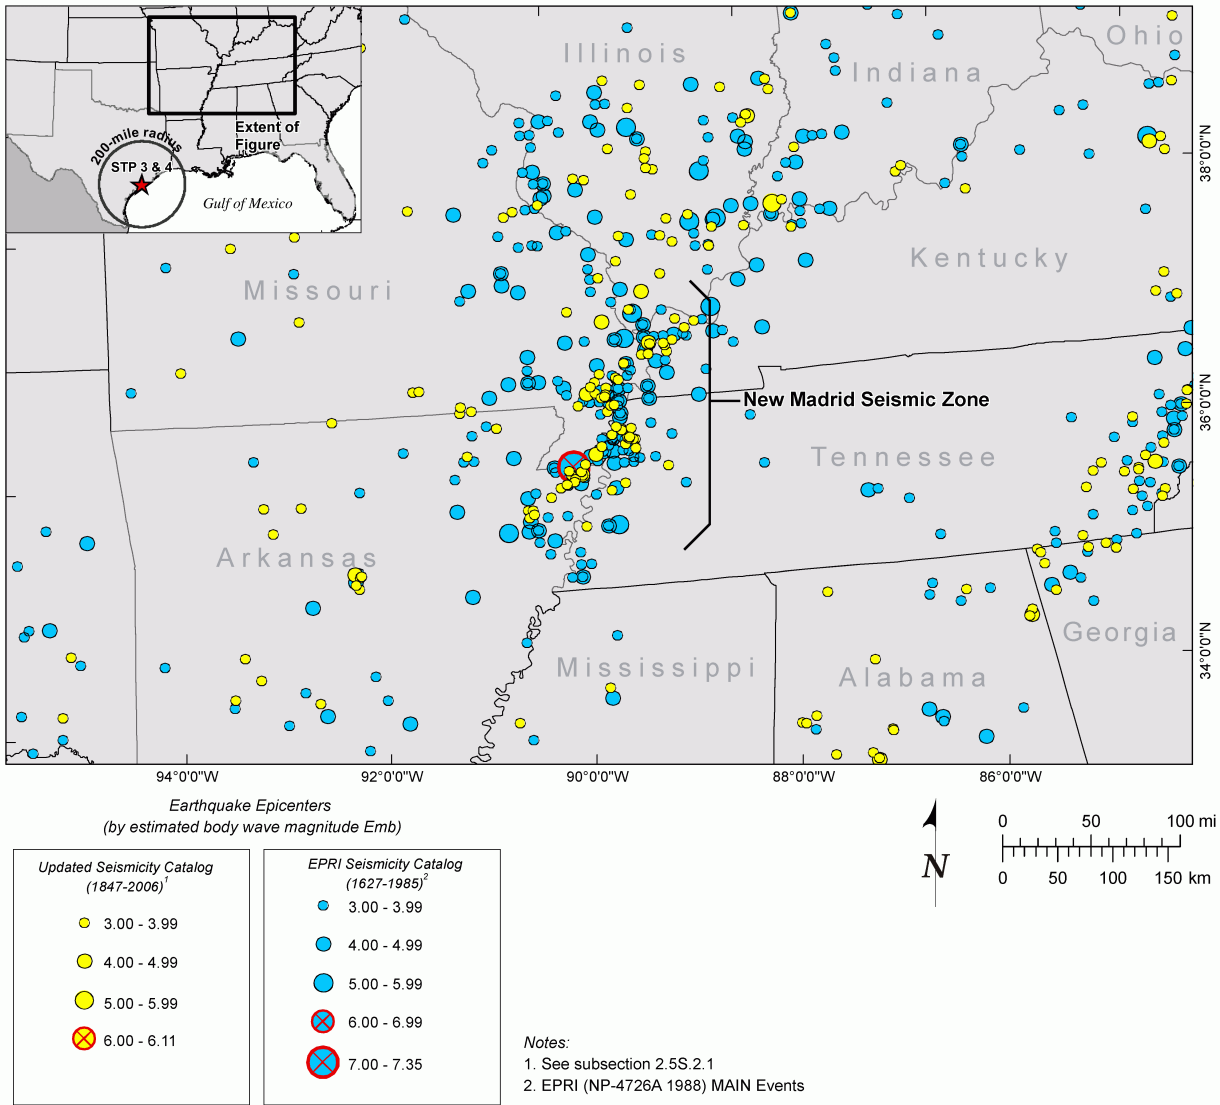 Illinois
Indiana
Ohio
200-mile radius
STP 3 & 4
Extent of
Figure
Gulf of Mexico
38°0'0"N
Kentucky
Missouri
36°0'0"N
New Madrid Seismic Zone
Tennessee
Arkansas
34°0'0"N
Georgia
Mississippi
Alabama
94°0'0"W
92°0'0"W
90°0'0"W
88°0'0"W
86°0'0"W
Earthquake Epicenters
(by estimated body wave magnitude Emb)
Updated Seismicity Catalog
(1847-2006)1
3.00 - 3.99
4.00 - 4.99
5.00 - 5.99
6.00 - 6.11
EPRI Seismicity Catalog
(1627-1985)2
3.00 - 3.99
4.00 - 4.99
5.00 - 5.99
6.00 - 6.99
7.00 - 7.35
N
0 50 100 mi
0 50 100 150 km
Notes:
1. See subsection 2.5S.2.1
2. EPRI (NP-4726A 1988) MAIN Events